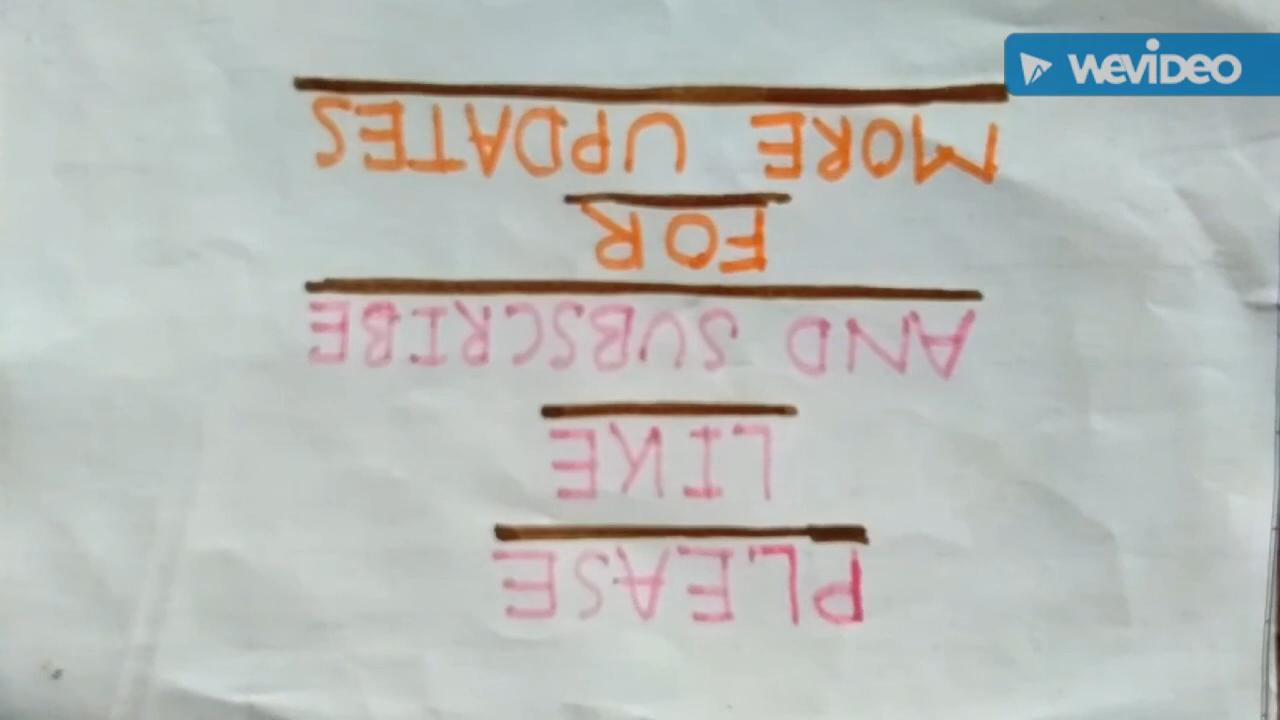 PLEASE
LIKE
AND SUBSCRIBE
FOR
MORE UPDATES
WEVIDEO